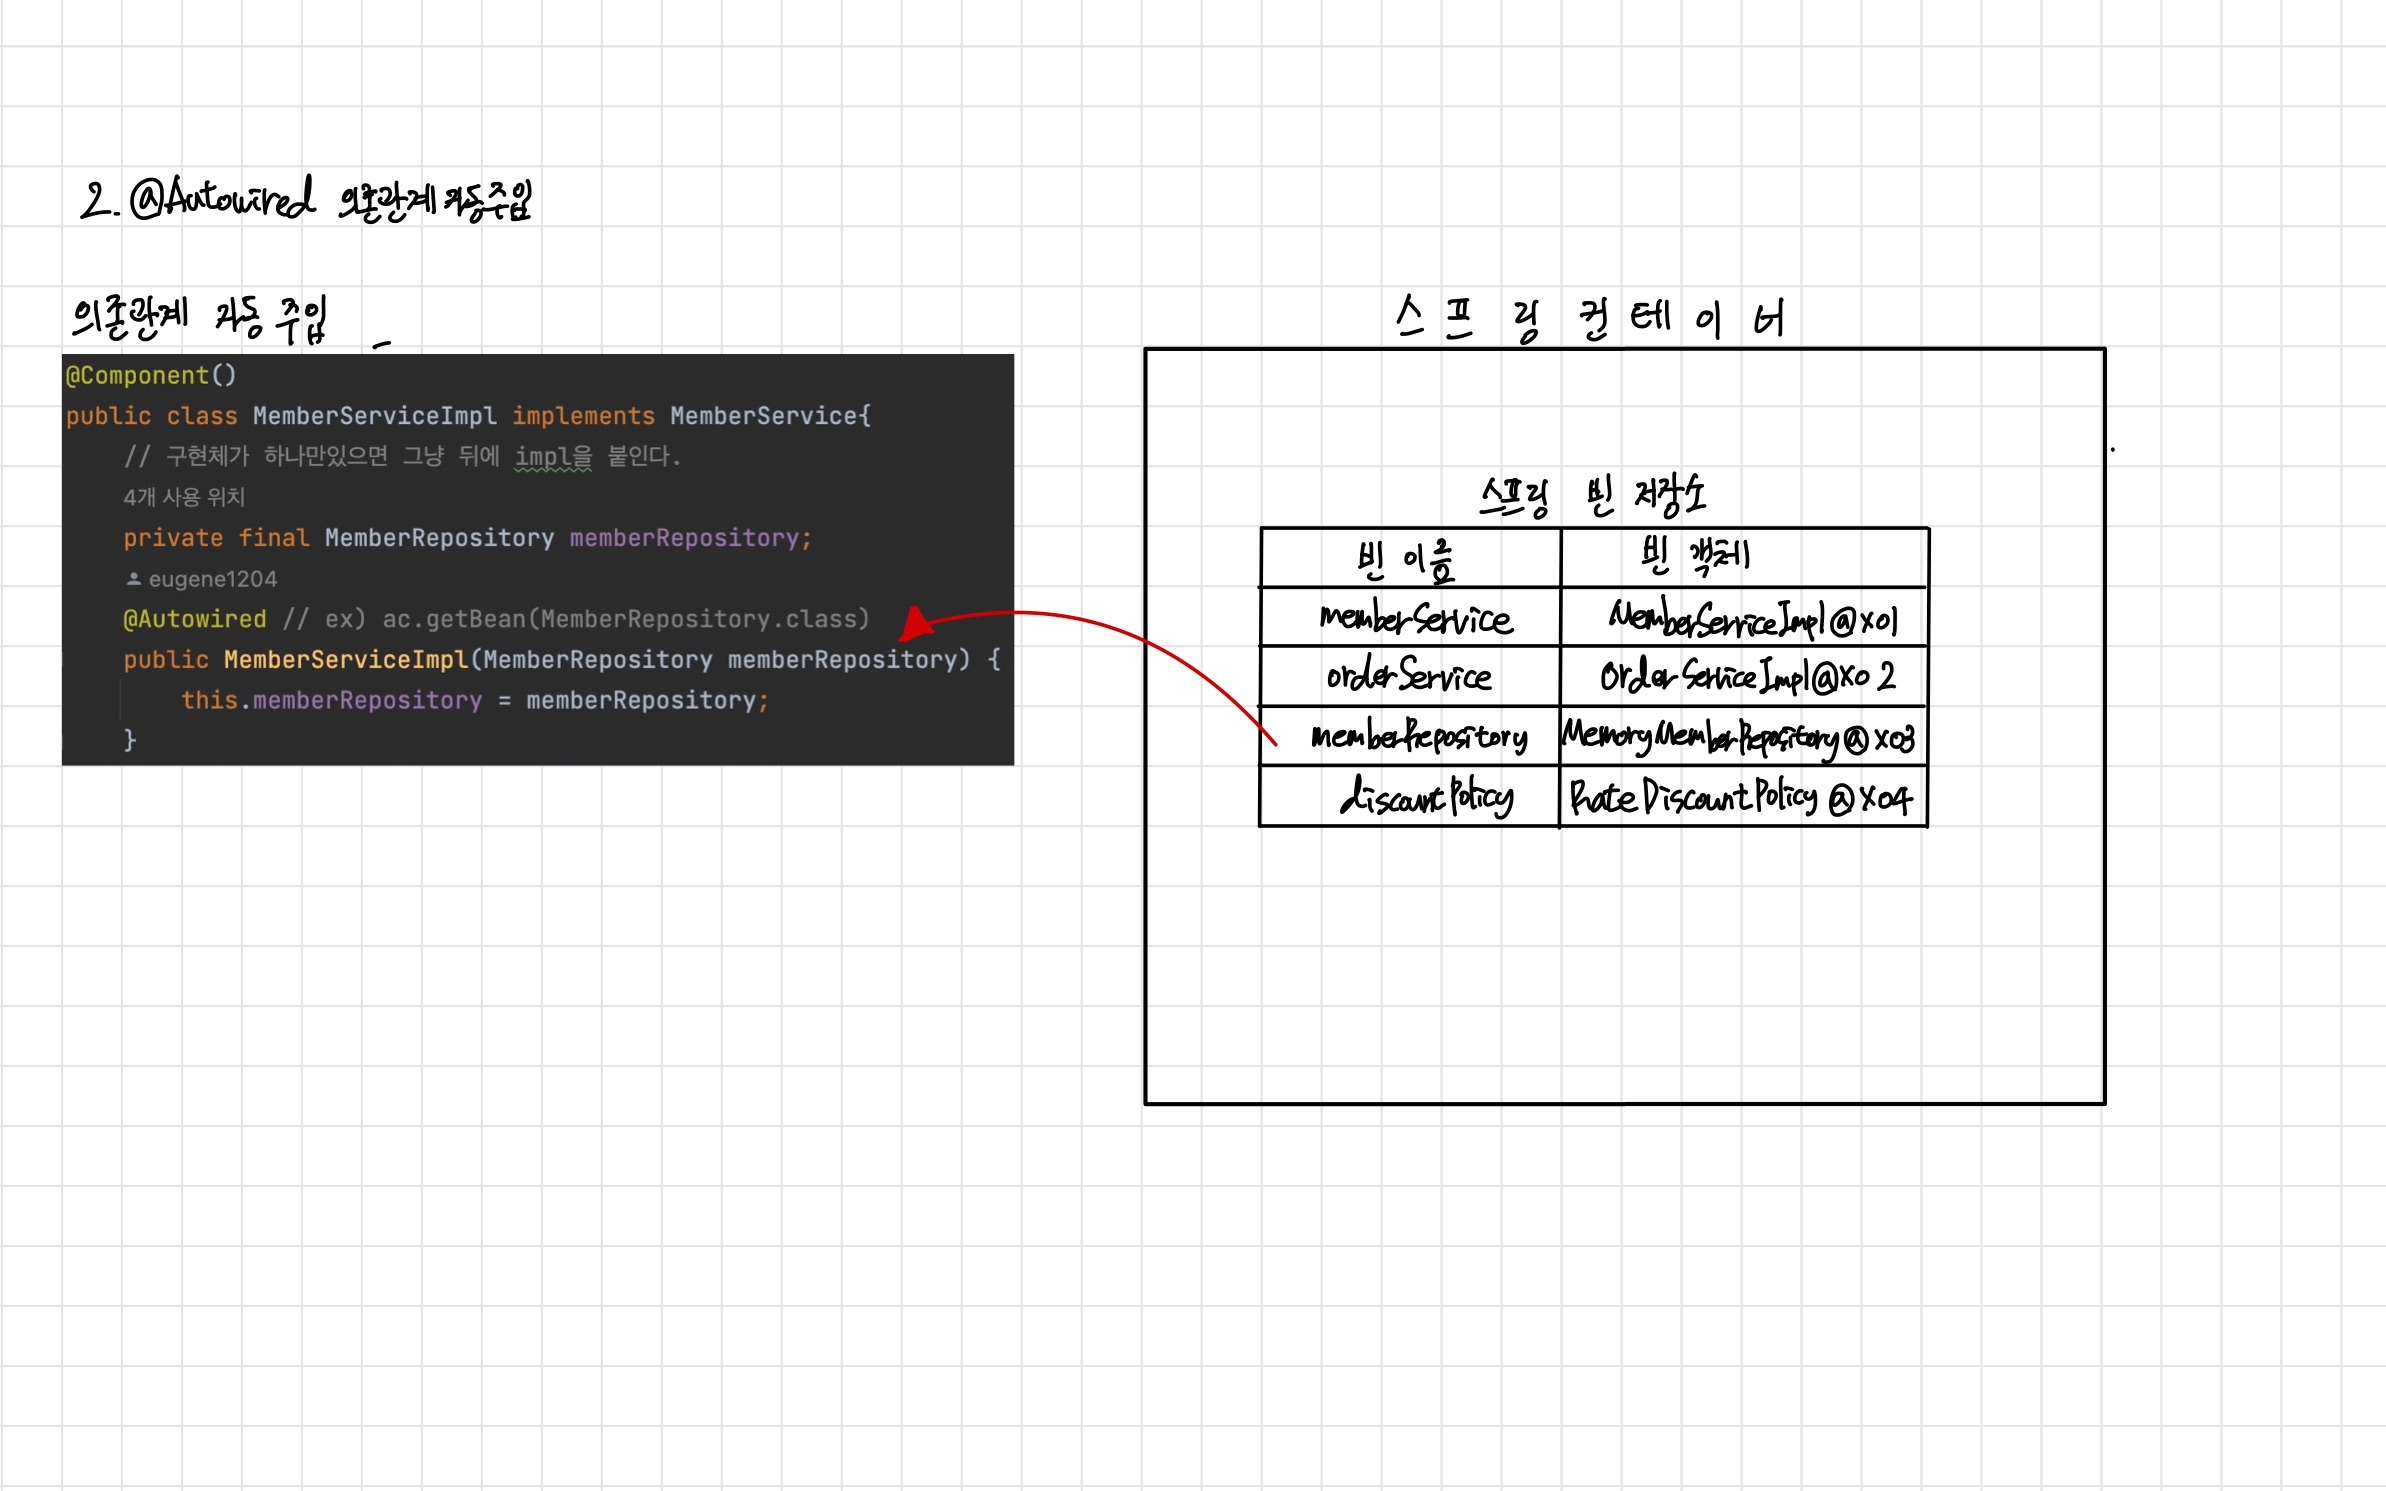 2. @Autowired 의존관계 자동주입
의존관계 자동 주입
@Component()
public class MemberServiceImpl implements MemberService{
// 구현체가 하나만있으면 그냥 뒤에 impl을 붙인다.
4개 사용 위치
private final MemberRepository memberRepository;
eugene1204
@Autowired // ex) ac.getBean(MemberRepository.class)
public MemberServiceImpl(MemberRepository memberRepository) {
this.memberRepository = memberRepository;
}
스프링 컨테이너
스프링 빈 저장소
빈 이름 빈 객체
memberService MemberServiceImpl@x01
orderService OrderServiceImpl@x02
memberRepository MemoryMemberRepository@x03
discountPolicy RateDiscountPolicy@x04